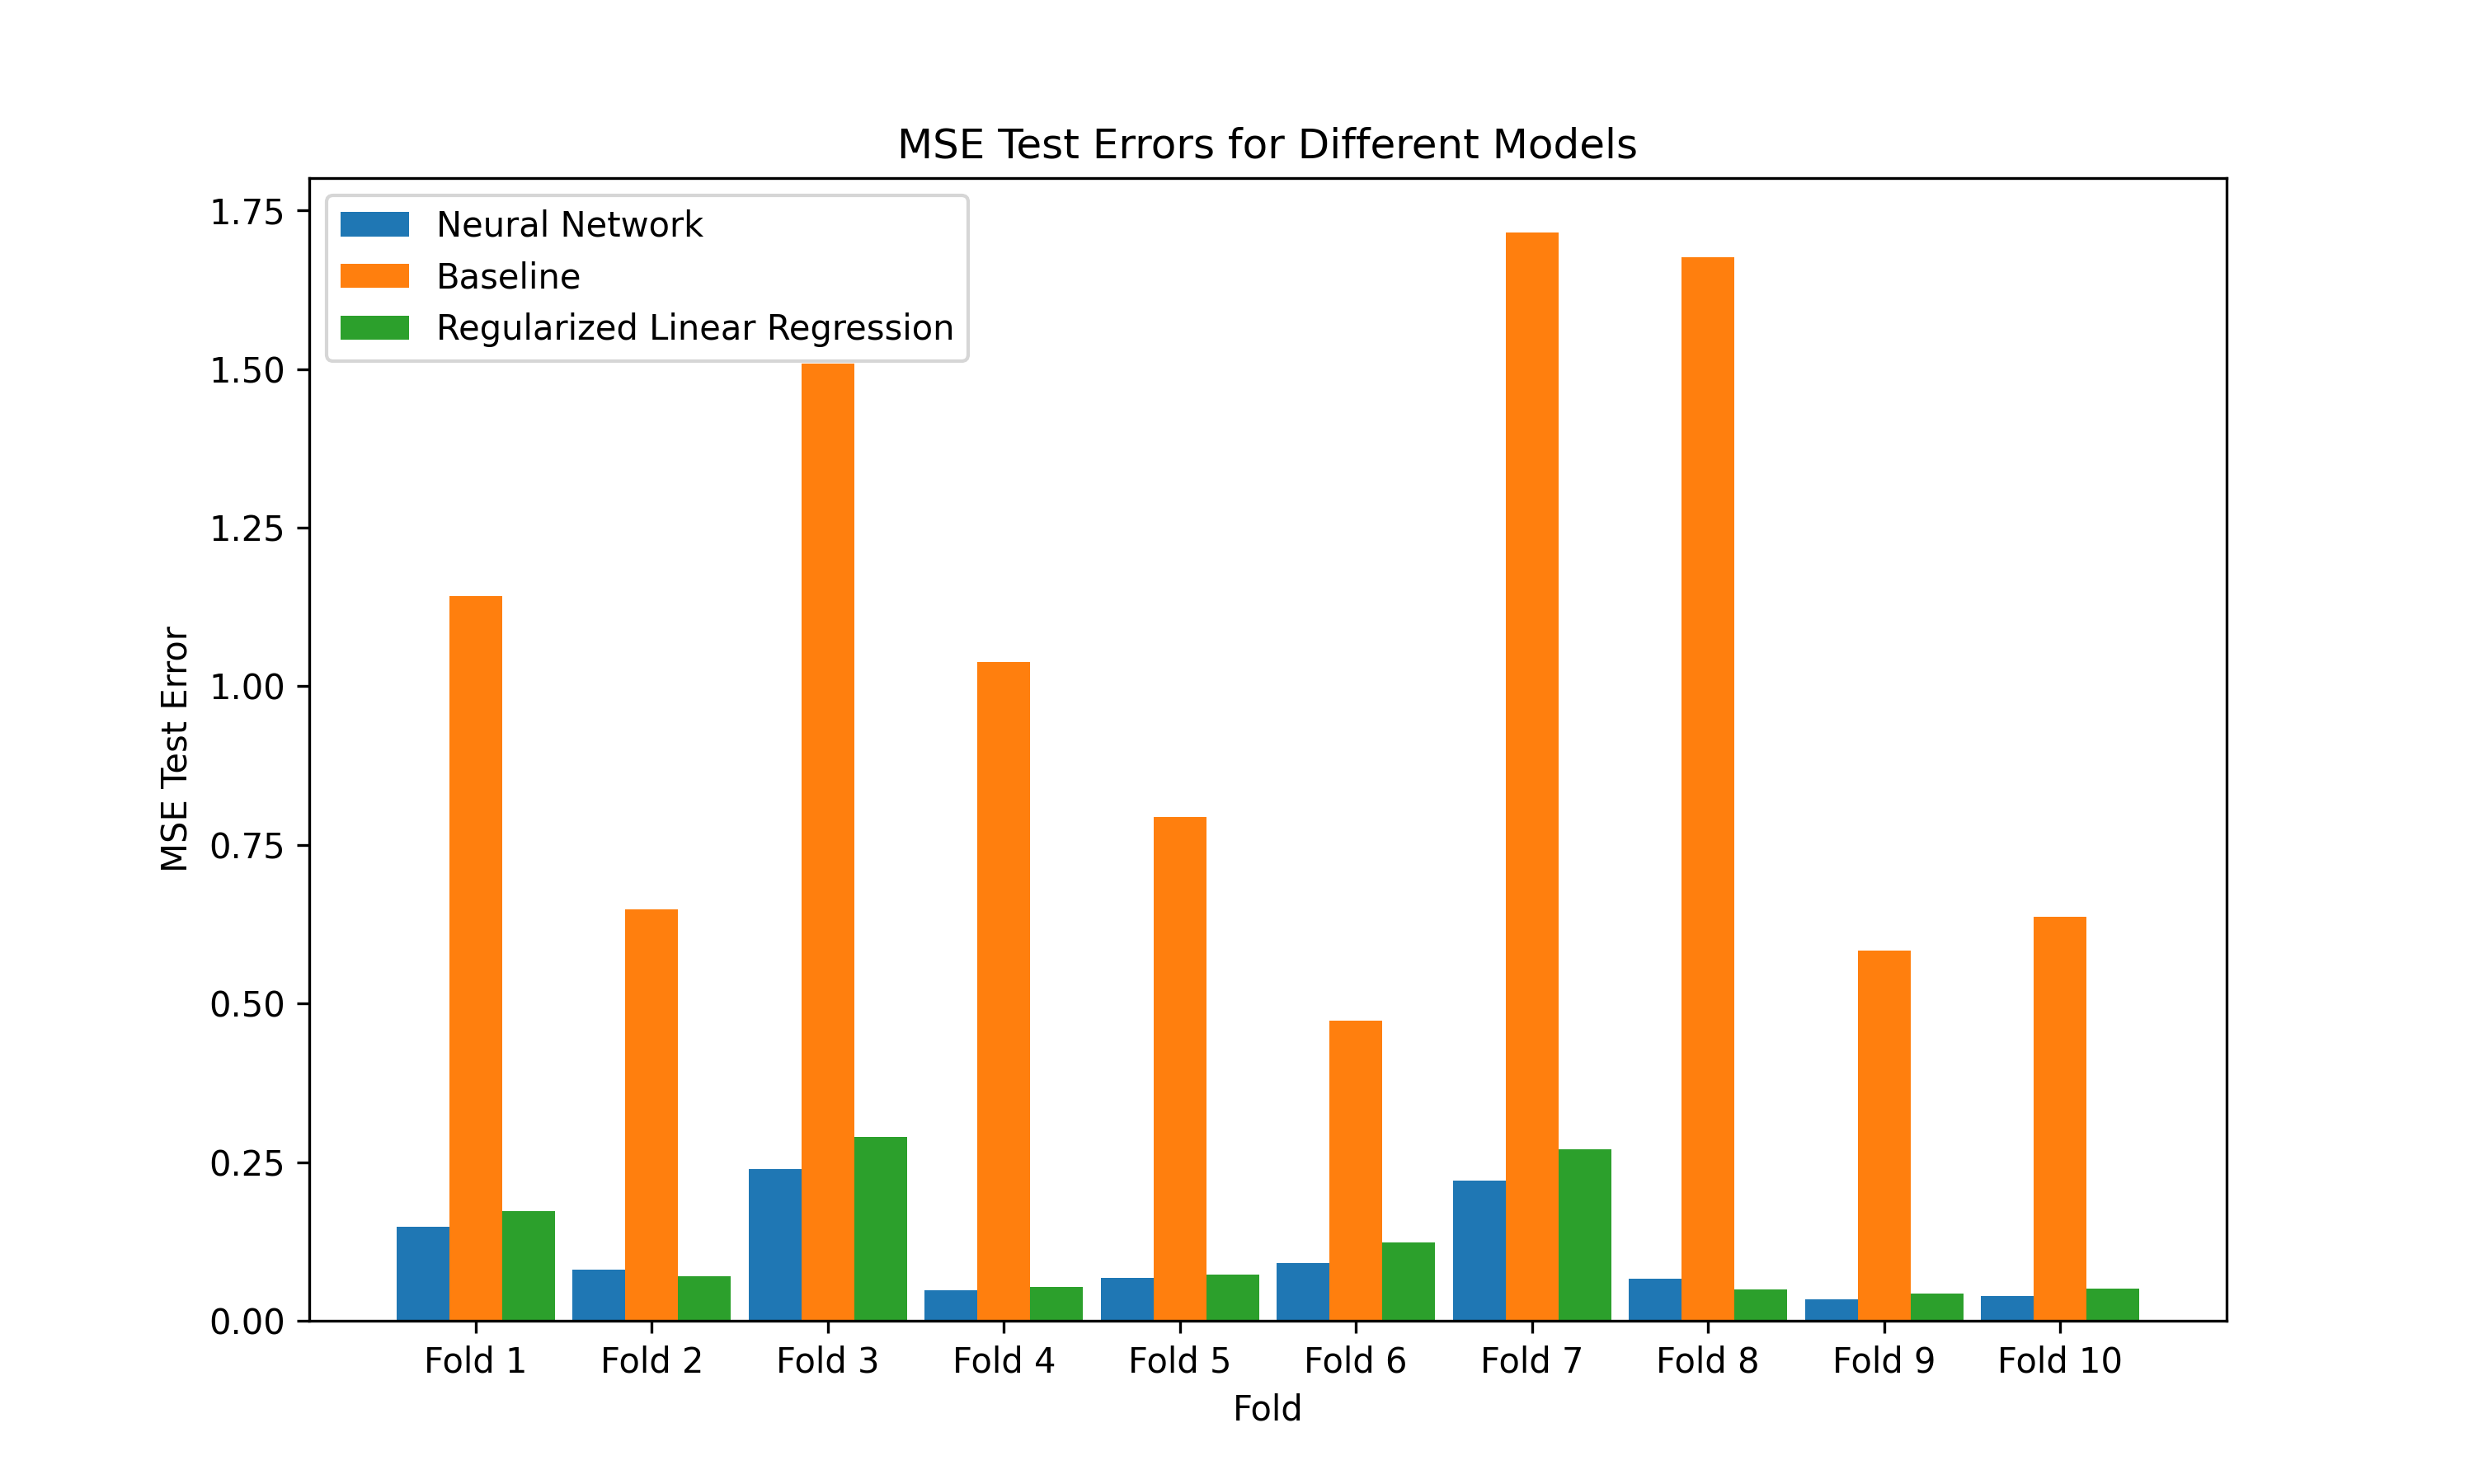 MSE Test Errors for Different Models
Neural Network
Baseline
Regularized Linear Regression
MSE Test Error
1.75
1.50
1.25
1.00
0.75
0.50
0.25
0.00
Fold 1 Fold 2 Fold 3 Fold 4 Fold 5 Fold 6 Fold 7 Fold 8 Fold 9 Fold 10
Fold